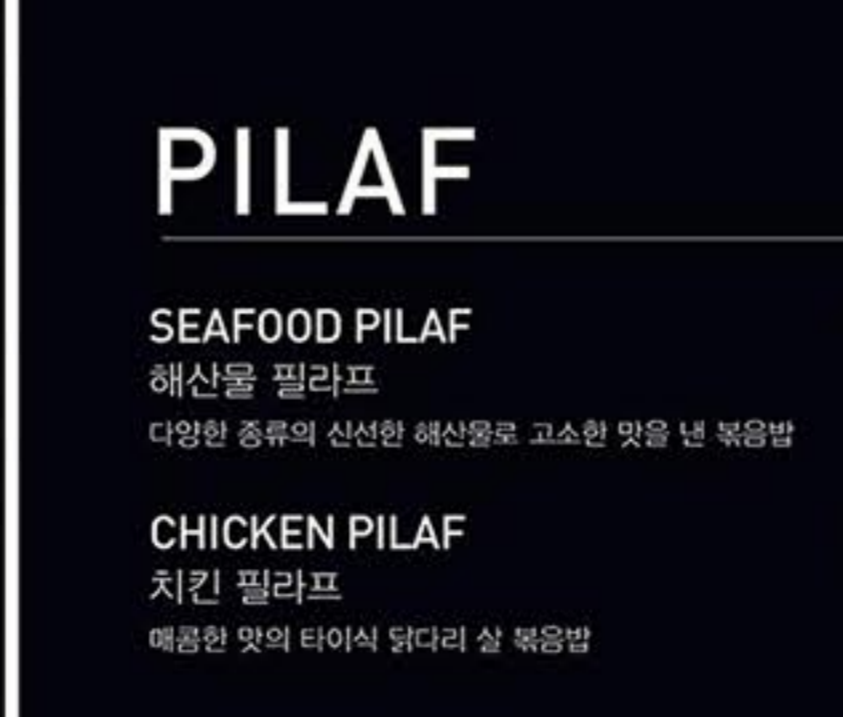 PILAF
SEAFOOD PILAF
해산물 필라프
다양한 종류의 신선한 해산물로 고소한 맛을 낸 볶음밥
CHICKEN PILAF
치킨 필라프
매콤한 맛의 타이식 닭다리 살 볶음밥